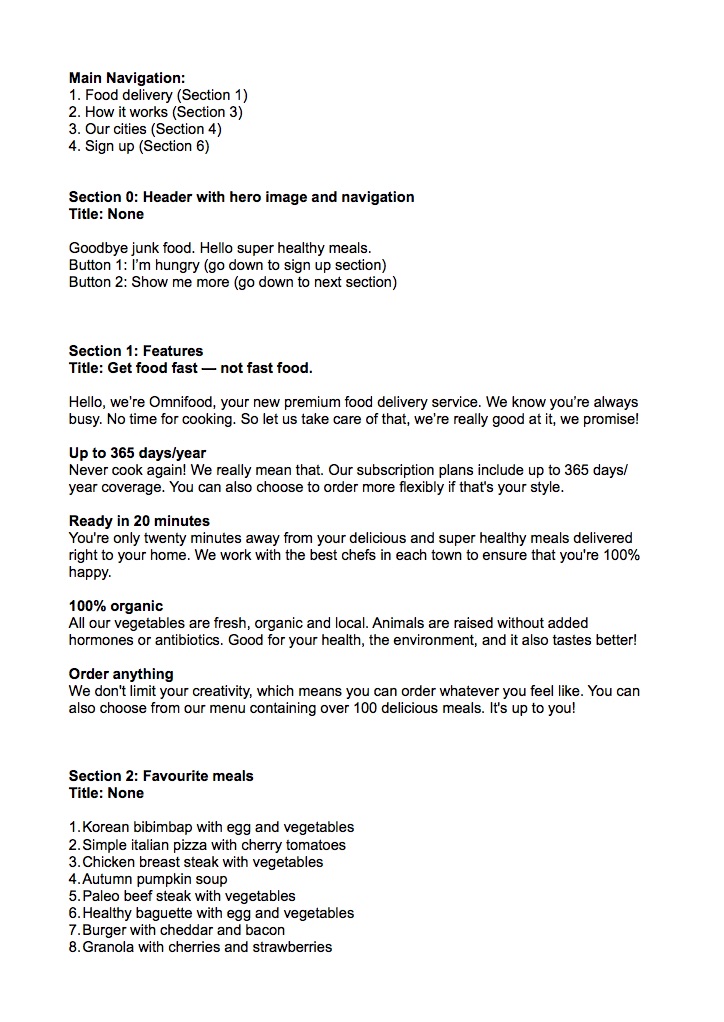 Main Navigation:
1. Food delivery (Section 1)
2. How it works (Section 3)
3. Our cities (Section 4)
4. Sign up (Section 6)
Section 0: Header with hero image and navigation
Title: None
Goodbye junk food. Hello super healthy meals.
Button 1: I’m hungry (go down to sign up section)
Button 2: Show me more (go down to next section)
Section 1: Features
Title: Get food fast — not fast food.
Hello, we’re Omnifood, your new premium food delivery service. We know you’re always
busy. No time for cooking. So let us take care of that, we’re really good at it, we promise!
Up to 365 days/year
Never cook again! We really mean that. Our subscription plans include up to 365 days/
year coverage. You can also choose to order more flexibly if that's your style.
Ready in 20 minutes
You're only twenty minutes away from your delicious and super healthy meals delivered
right to your home. We work with the best chefs in each town to ensure that you're 100%
happy.
100% organic
All our vegetables are fresh, organic and local. Animals are raised without added
hormones or antibiotics. Good for your health, the environment, and it also tastes better!
Order anything
We don't limit your creativity, which means you can order whatever you feel like. You can
also choose from our menu containing over 100 delicious meals. It's up to you!
Section 2: Favourite meals
Title: None
1. Korean bibimbap with egg and vegetables
2. Simple italian pizza with cherry tomatoes
3. Chicken breast steak with vegetables
4. Autumn pumpkin soup
5. Paleo beef steak with vegetables
6. Healthy baguette with egg and vegetables
7. Burger with cheddar and bacon
8. Granola with cherries and strawberries